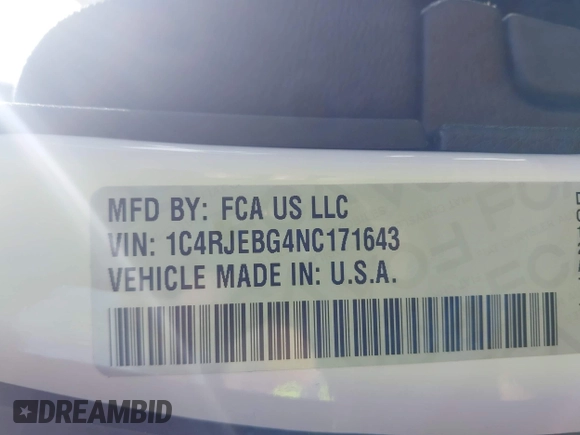 MFD BY: FCA US LLC
VIN: 1C4RJEBG4NC171643
VEHICLE MADE IN: U.S.A.
DREAMBID